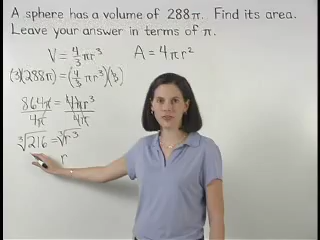 A sphere has a volume of 288π. Find its area.
Leave your answer in terms of π.
V = 4/3 πr³ A = 4πr²
(3)(288π) = (4/3 πr³)(3)
864π/4π = 4πr³/4π
∛216 = ∛r³
r